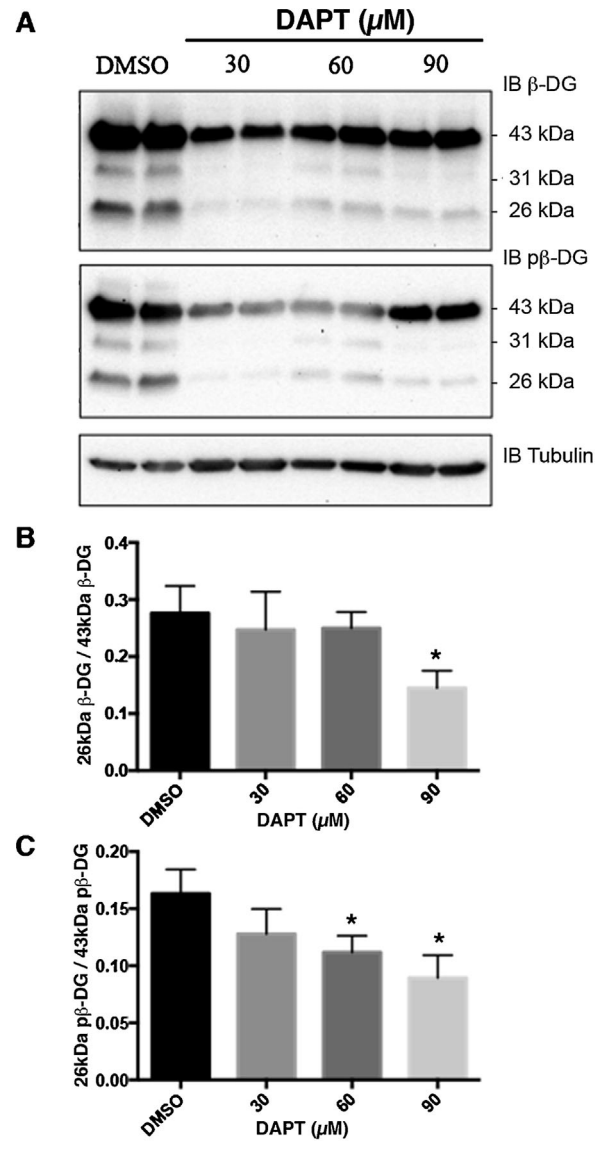 A
DAPT (µM)
DMSO 30 60 90
IB β-DG
43 kDa
31 kDa
26 kDa
IB pβ-DG
43 kDa
31 kDa
26 kDa
IB Tubulin
B
26kDa β-DG / 43kDa β-DG
0.4
0.3
0.2
0.1
0.0
*
DMSO 30 60 90
DAPT (µM)
C
26kDa pβ-DG / 43kDa pβ-DG
0.20
0.15
0.10
0.05
0.00
* *
DMSO 30 60 90
DAPT (µM)